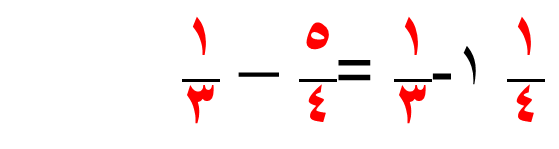 ١/٣ − ٥/٤ = ١/٣ - ١ ١/٤